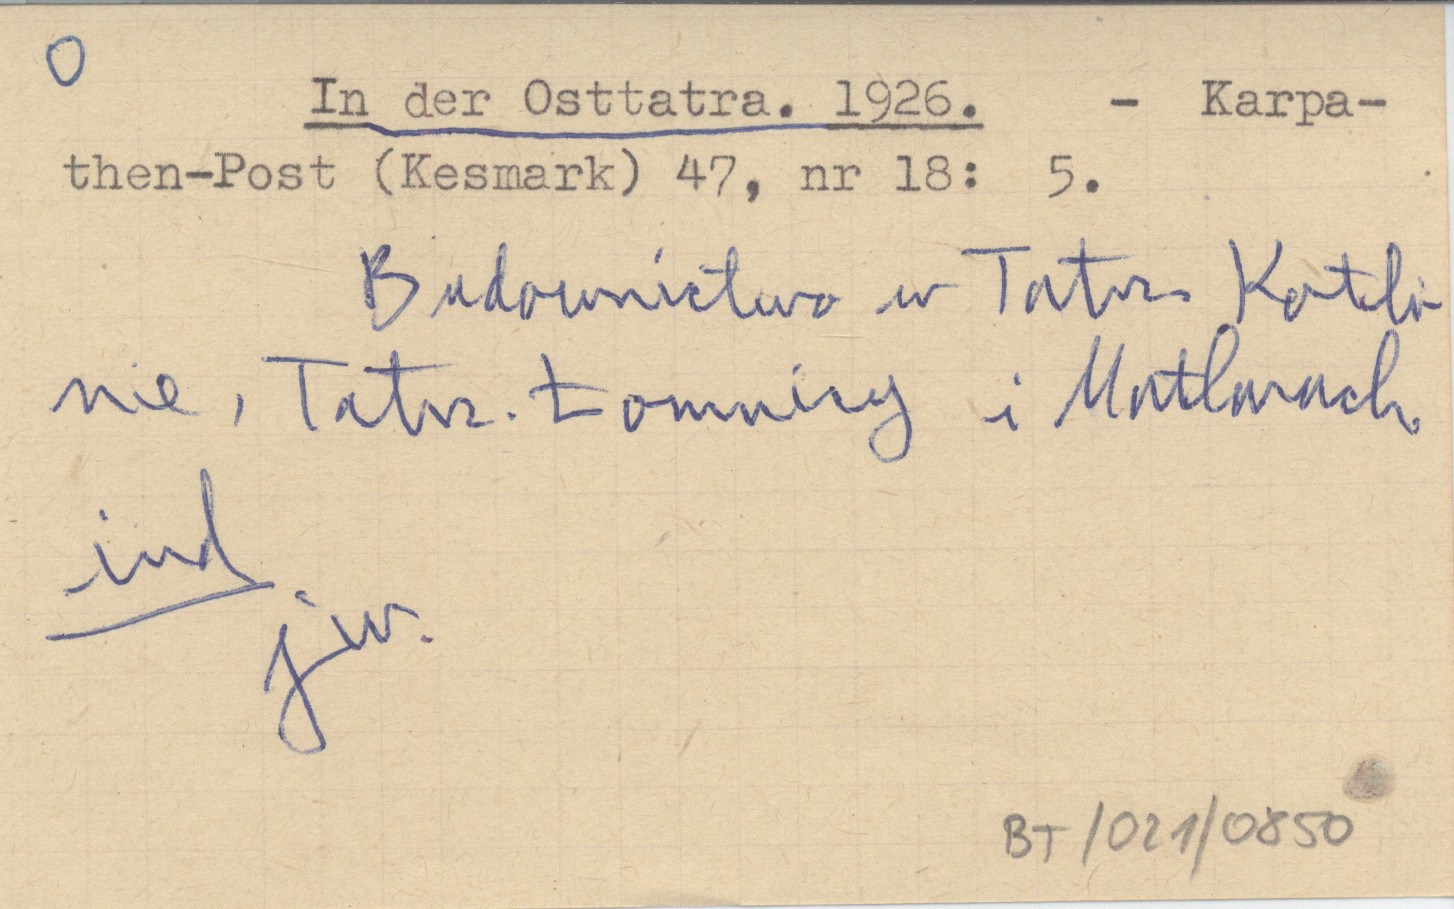 O
In der Osttatra. 1926. - Karpa-
then-Post (Kesmark) 47, nr 18: 5.
Budownictwo w Tatrz. Kotli-
nie, Tatrz. Łomnicy i Matlarach.
ind
jw.
BT/021/0850